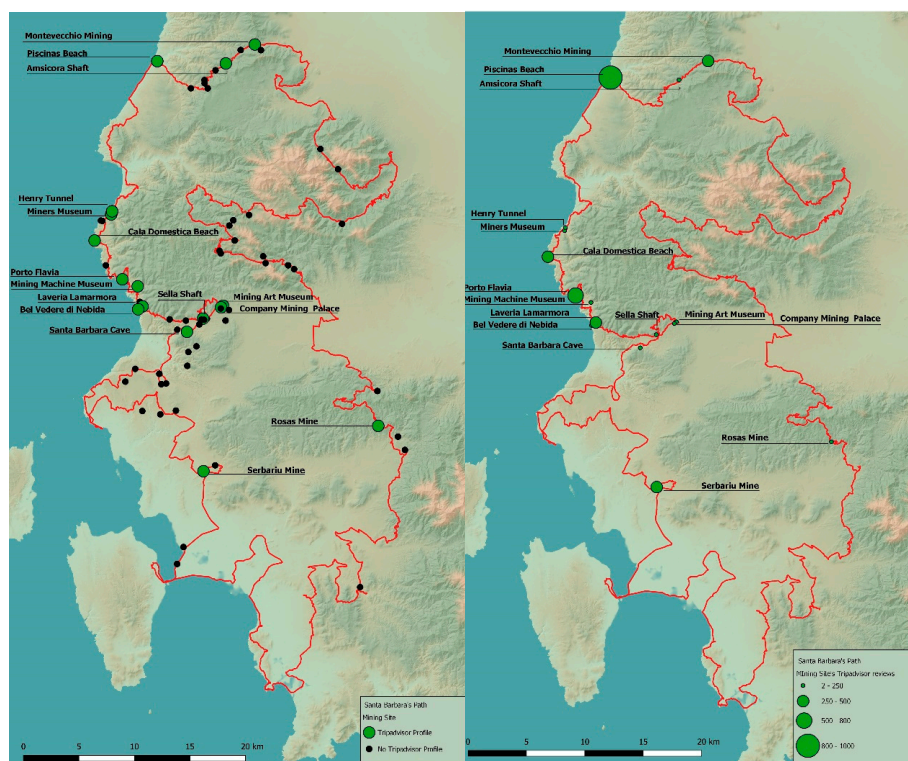 Montevecchio Mining
Piscinas Beach
Amsicora Shaft
Henry Tunnel
Miners Museum
Cala Domestica Beach
Porto Flavia
Mining Machine Museum
Sella Shaft
Mining Art Museum
Laveria Lamarmora
Bel Vedere di Nebida
Company Mining Palace
Santa Barbara Cave
Rosas Mine
Serbariu Mine
Santa Barbara's Path
Mining Site
Tripadvisor Profile
No Tripadvisor Profile
0 5 10 15 20 km
Montevecchio Mining
Piscinas Beach
Amsicora Shaft
Henry Tunnel
Miners Museum
Cala Domestica Beach
Porto Flavia
Mining Machine Museum
Laveria Lamarmora
Sella Shaft
Mining Art Museum
Company Mining Palace
Bel Vedere di Nebida
Santa Barbara Cave
Rosas Mine
Serbariu Mine
Santa Barbara's Path
Mining Site's Tripadvisor reviews
2 - 250
250 - 500
500 - 800
800 - 1000
0 5 10 15 20 km